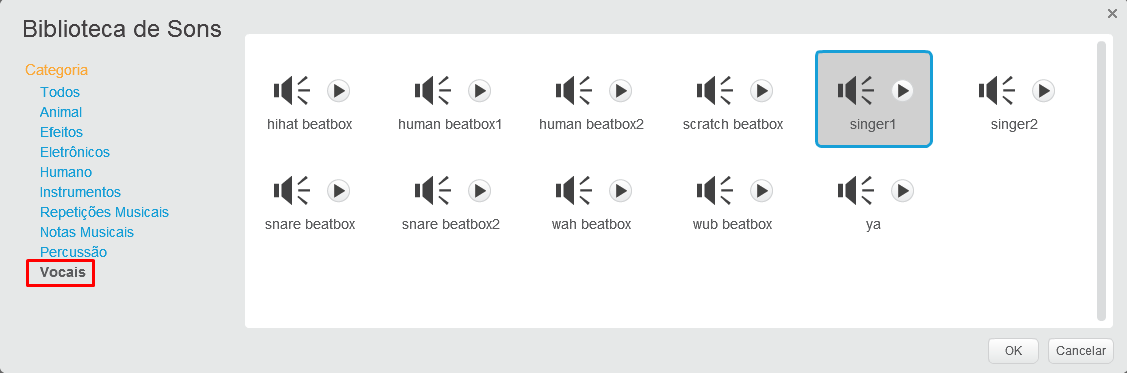 Biblioteca de Sons
Categoria
Todos
Animal
Efeitos
Eletrônicos
Humano
Instrumentos
Repetições Musicais
Notas Musicais
Percussão
Vocais
hihat beatbox human beatbox1 human beatbox2 scratch beatbox singer1 singer2
snare beatbox snare beatbox2 wah beatbox wub beatbox ya
OK Cancelar